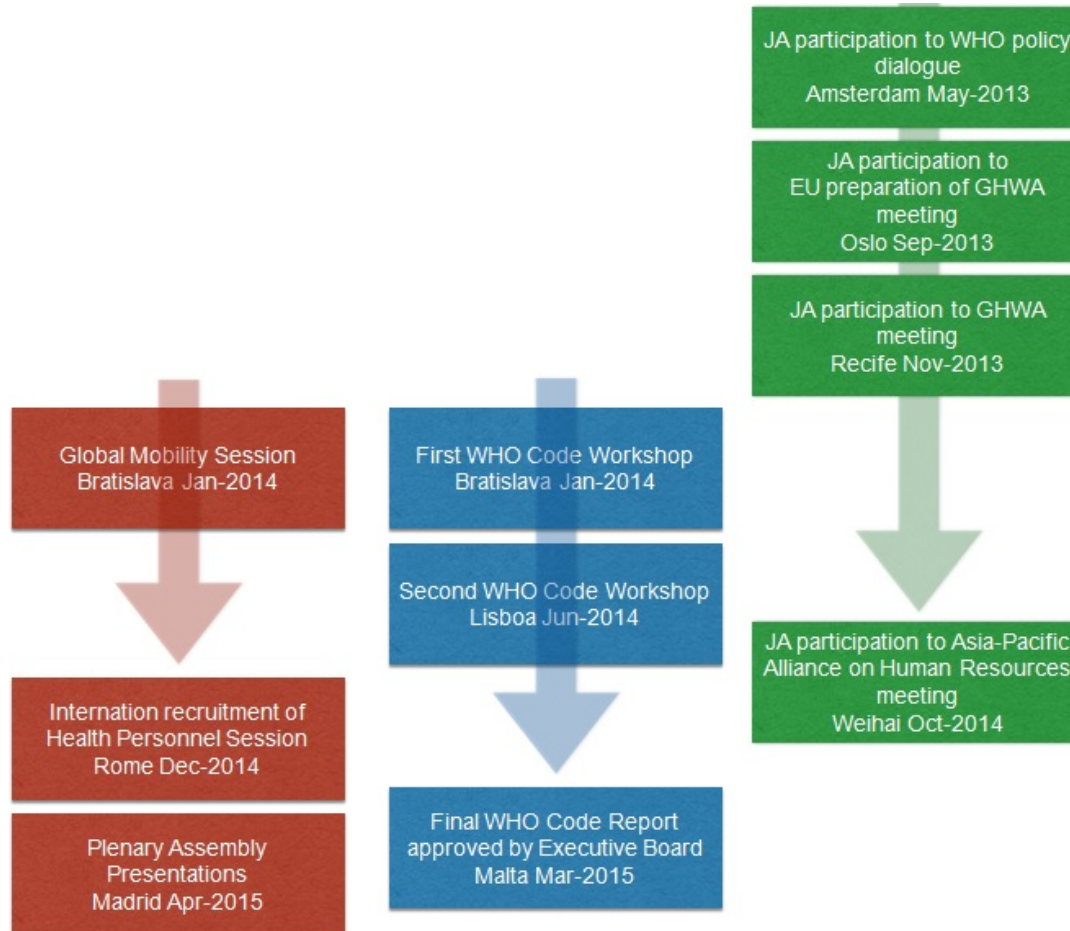 Global Mobility Session
Bratislava Jan-2014
Internation recruitment of
Health Personnel Session
Rome Dec-2014
Plenary Assembly
Presentations
Madrid Apr-2015
First WHO Code Workshop
Bratislava Jan-2014
Second WHO Code Workshop
Lisboa Jun-2014
Final WHO Code Report
approved by Executive Board
Malta Mar-2015
JA participation to WHO policy
dialogue
Amsterdam May-2013
JA participation to
EU preparation of GHWA
meeting
Oslo Sep-2013
JA participation to GHWA
meeting
Recife Nov-2013
JA participation to Asia-Pacific
Alliance on Human Resources
meeting
Weihai Oct-2014